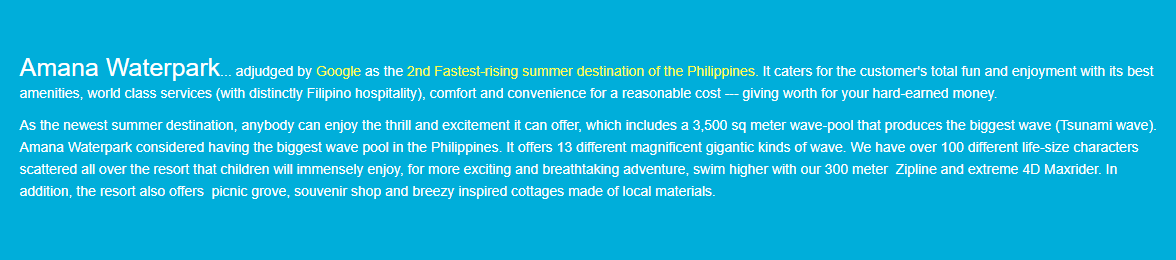 Amana Waterpark... adjudged by Google as the 2nd Fastest-rising summer destination of the Philippines. It caters for the customer's total fun and enjoyment with its best
amenities, world class services (with distinctly Filipino hospitality), comfort and convenience for a reasonable cost --- giving worth for your hard-earned money.
As the newest summer destination, anybody can enjoy the thrill and excitement it can offer, which includes a 3,500 sq meter wave-pool that produces the biggest wave (Tsunami wave).
Amana Waterpark considered having the biggest wave pool in the Philippines. It offers 13 different magnificent gigantic kinds of wave. We have over 100 different life-size characters
scattered all over the resort that children will immensely enjoy, for more exciting and breathtaking adventure, swim higher with our 300 meter  Zipline and extreme 4D Maxrider. In
addition, the resort also offers  picnic grove, souvenir shop and breezy inspired cottages made of local materials.